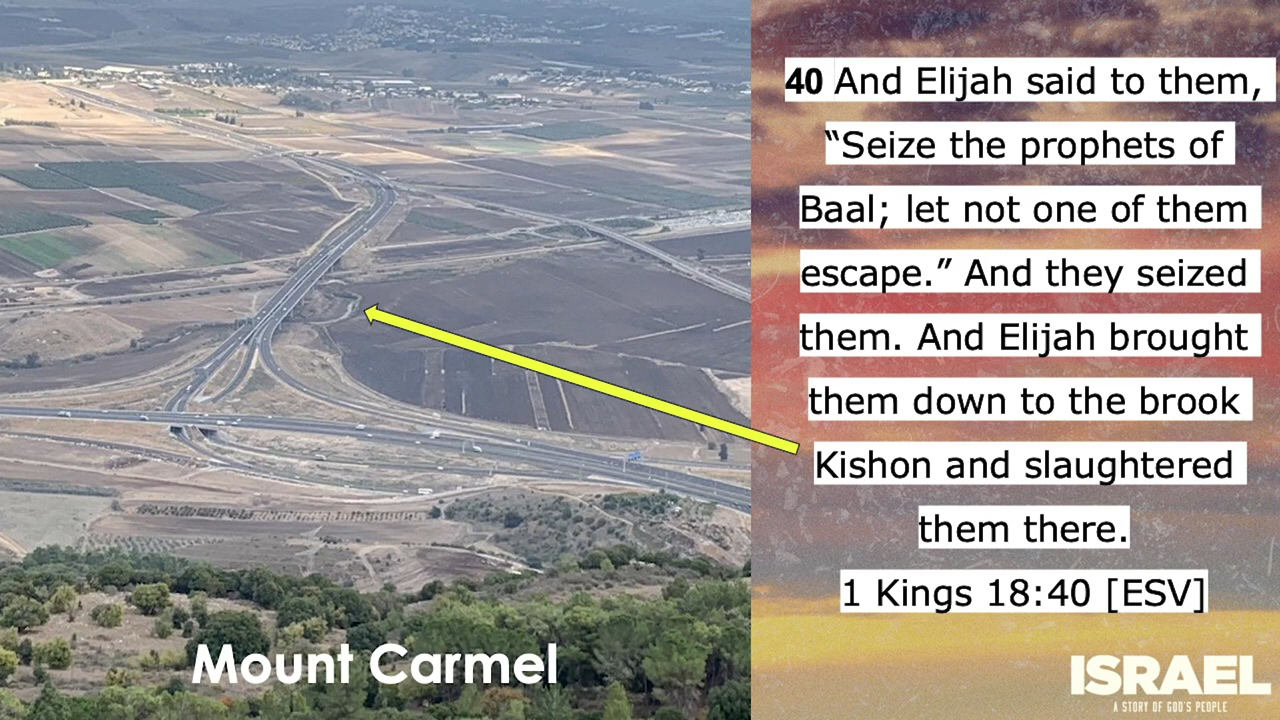 40 And Elijah said to them,
“Seize the prophets of
Baal; let not one of them
escape.” And they seized
them. And Elijah brought
them down to the brook
Kishon and slaughtered
them there.
1 Kings 18:40 [ESV]
Mount Carmel
ISRAEL
A STORY OF GOD'S PEOPLE